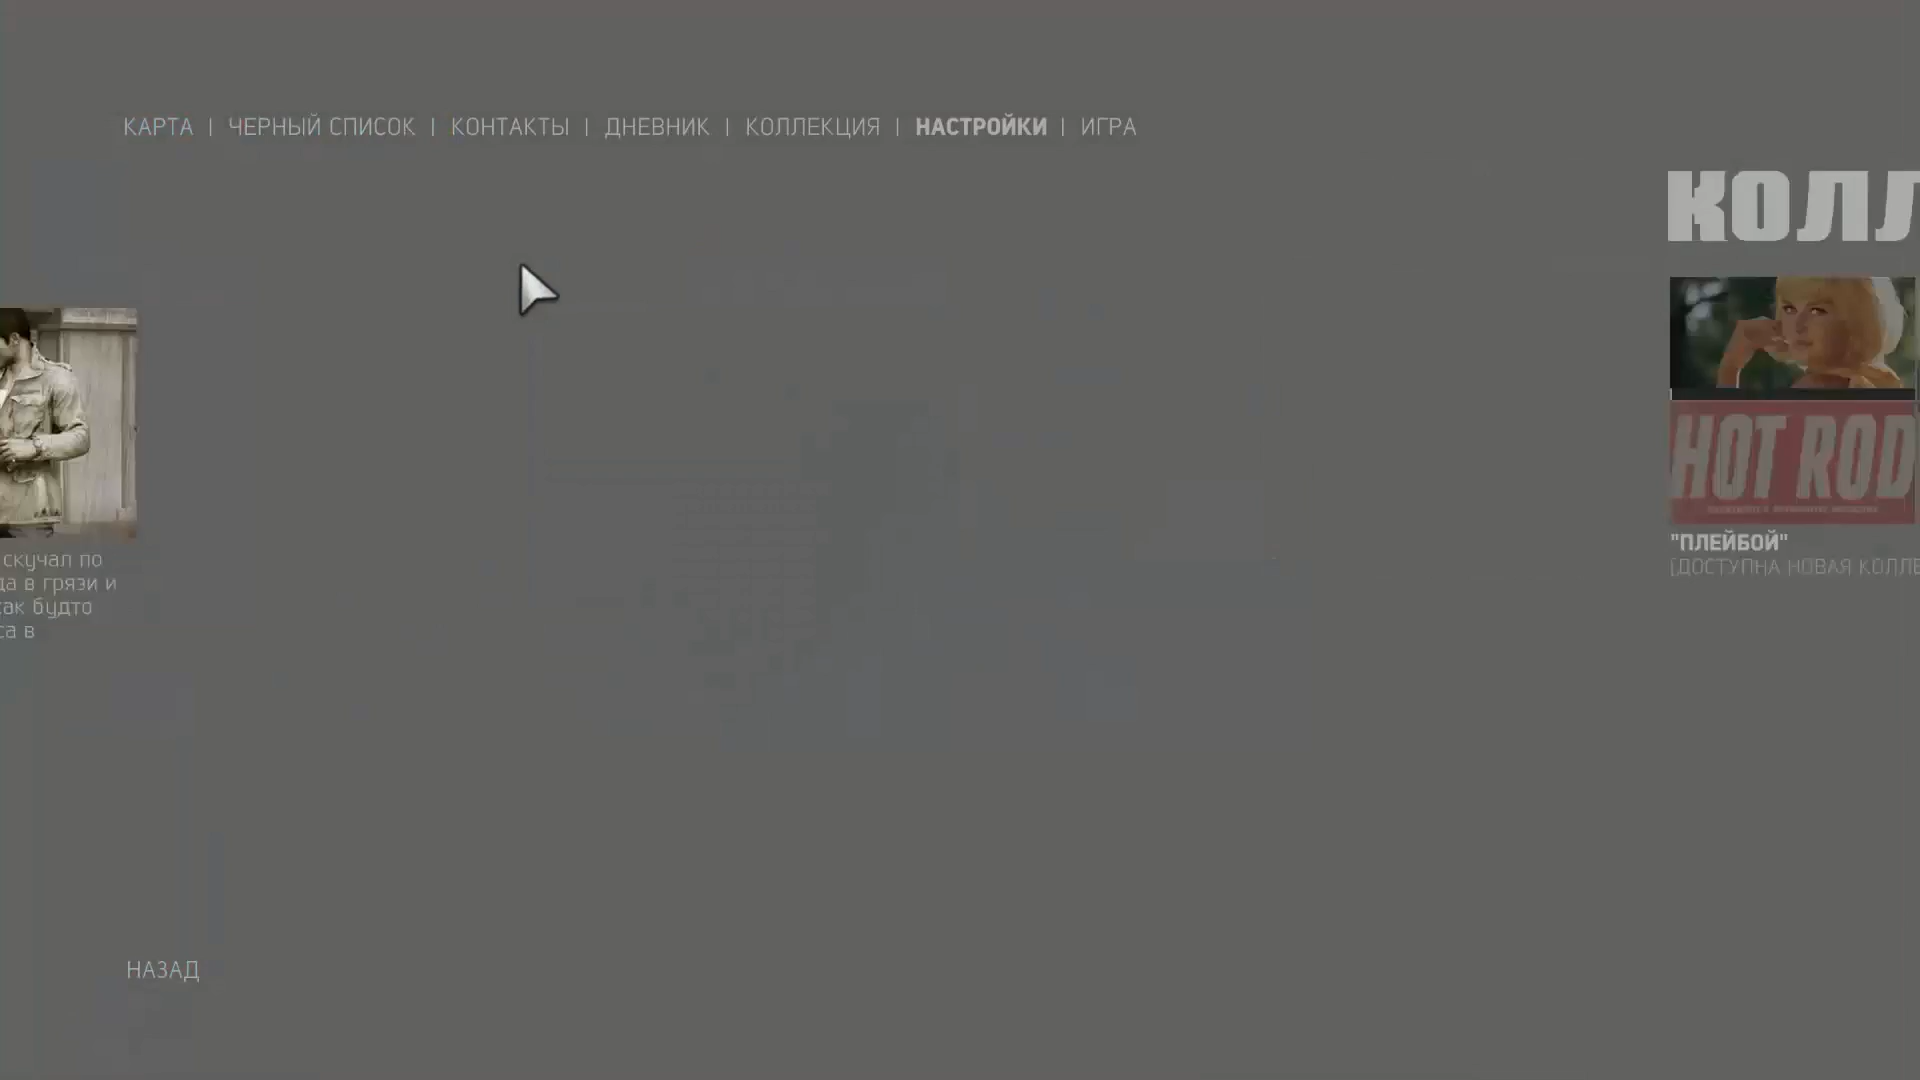 КАРТА | ЧЕРНЫЙ СПИСОК | КОНТАКТЫ | ДНЕВНИК | КОЛЛЕКЦИЯ | НАСТРОЙКИ | ИГРА
КОЛЛ
HOT ROD
"ПЛЕЙБОЙ"
[ДОСТУПНА НОВАЯ КОЛЛЕ
скучал по
да в грязи и
как будто
са в
НАЗАД